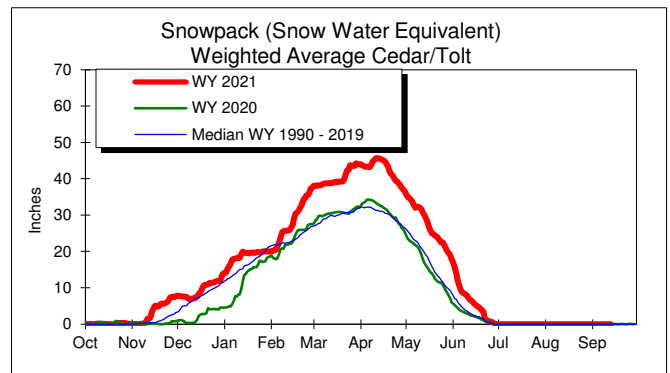 Snowpack (Snow Water Equivalent)
Weighted Average Cedar/Tolt
70
60
50
40
30
20
10
0
Inches
WY 2021
WY 2020
Median WY 1990 - 2019
Oct Nov Dec Jan Feb Mar Apr May Jun Jul Aug Sep